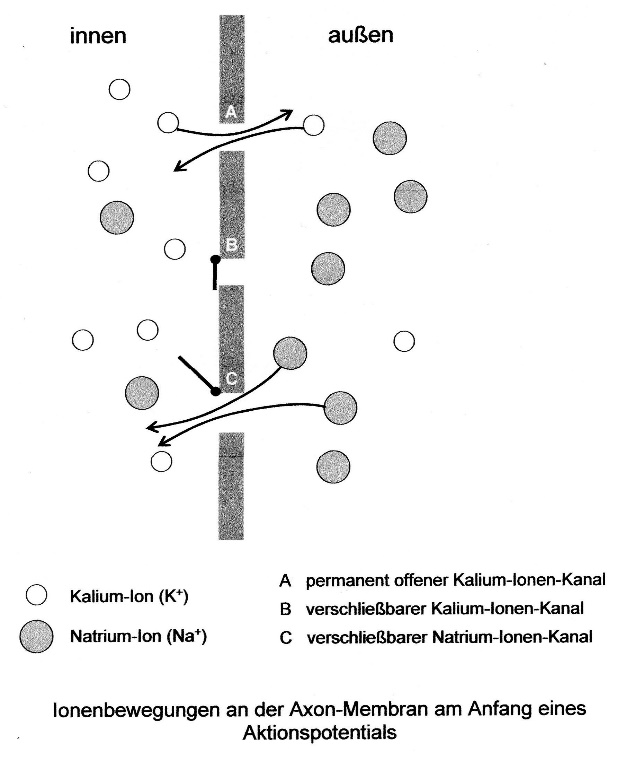 innen
außen
A
B
C
Kalium-Ion (K⁺)
Natrium-Ion (Na⁺)
A permanent offener Kalium-Ionen-Kanal
B verschließbarer Kalium-Ionen-Kanal
C verschließbarer Natrium-Ionen-Kanal
Ionenbewegungen an der Axon-Membran am Anfang eines
Aktionspotentials